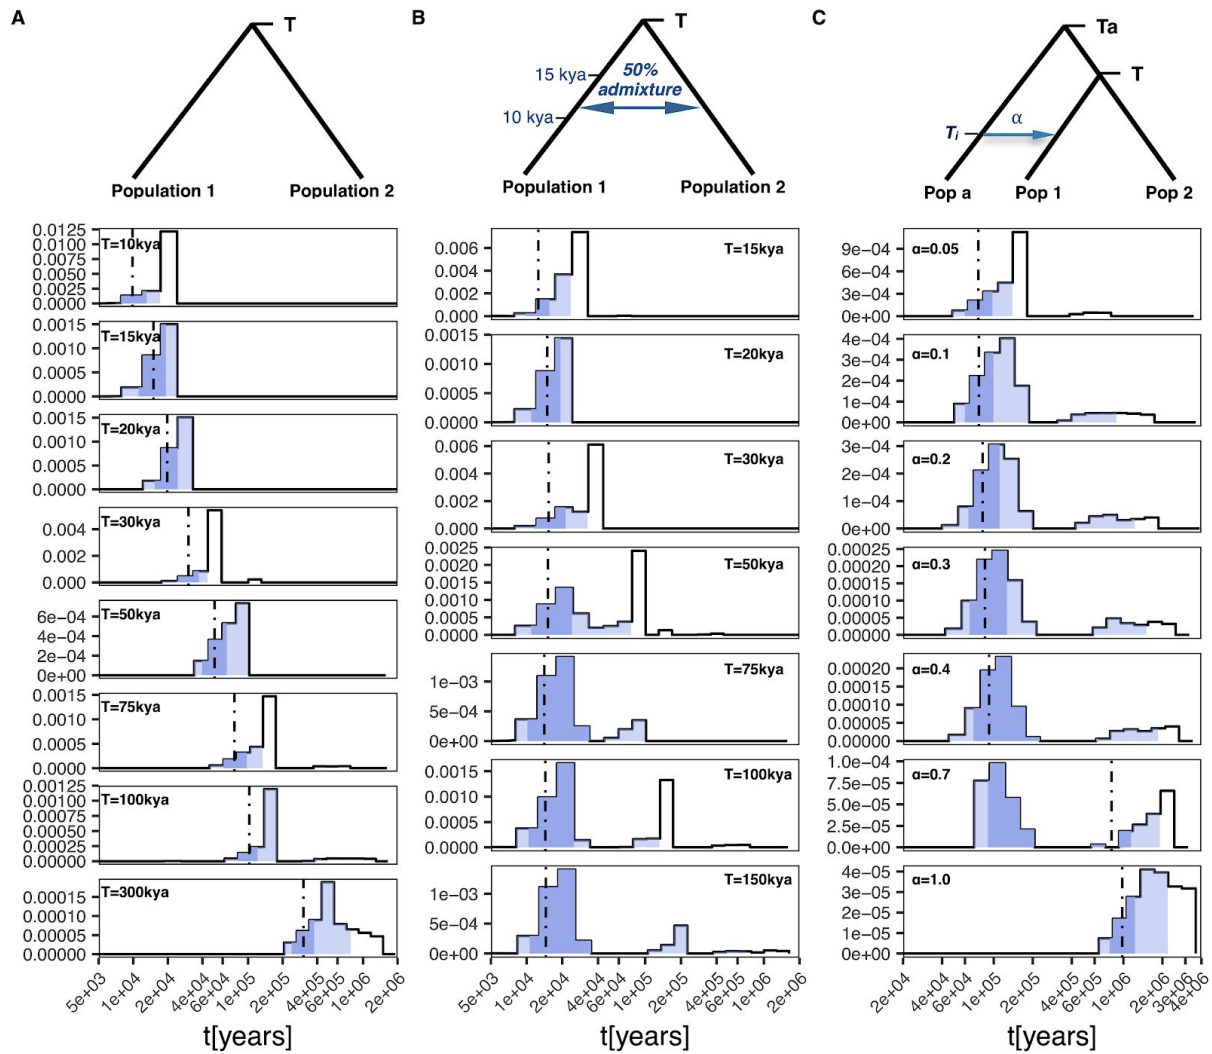 A
T
Population 1 Population 2
0.0125
0.0100
0.0075
0.0050
0.0025
0.0000
T=10kya
0.0015
0.0010
0.0005
0.0000
T=15kya
0.0015
0.0010
0.0005
0.0000
T=20kya
0.004
0.002
0.000
T=30kya
6e−04
4e−04
2e−04
0e+00
T=50kya
0.0015
0.0010
0.0005
0.0000
T=75kya
0.00125
0.00100
0.00075
0.00050
0.00025
0.00000
T=100kya
0.00015
0.00010
0.00005
0.00000
T=300kya
5e+03 1e+04 2e+04 4e+04 6e+04 1e+05 2e+05 4e+05 6e+05 1e+06 2e+06
t[years]
B
T
15 kya
50%
admixture
10 kya
Population 1 Population 2
0.006
0.004
0.002
0.000
T=15kya
0.0015
0.0010
0.0005
0.0000
T=20kya
0.006
0.004
0.002
0.000
T=30kya
0.0025
0.0020
0.0015
0.0010
0.0005
0.0000
T=50kya
1e−03
5e−04
0e+00
T=75kya
0.0015
0.0010
0.0005
0.0000
T=100kya
1e−03
5e−04
0e+00
T=150kya
5e+03 1e+04 2e+04 4e+04 6e+04 1e+05 2e+05 4e+05 6e+05 1e+06 2e+06
t[years]
C
Ta
T
Ti α
Pop a Pop 1 Pop 2
9e−04
6e−04
3e−04
0e+00
α=0.05
4e−04
3e−04
2e−04
1e−04
0e+00
α=0.1
3e−04
2e−04
1e−04
0e+00
α=0.2
0.00025
0.00020
0.00015
0.00010
0.00005
0.00000
α=0.3
0.00020
0.00015
0.00010
0.00005
0.00000
α=0.4
1.0e−04
7.5e−05
5.0e−05
2.5e−05
0.0e+00
α=0.7
4e−05
3e−05
2e−05
1e−05
0e+00
α=1.0
2e+04 4e+04 6e+04 1e+05 2e+05 4e+05 6e+05 1e+06 2e+06 3e+06 4e+06
t[years]